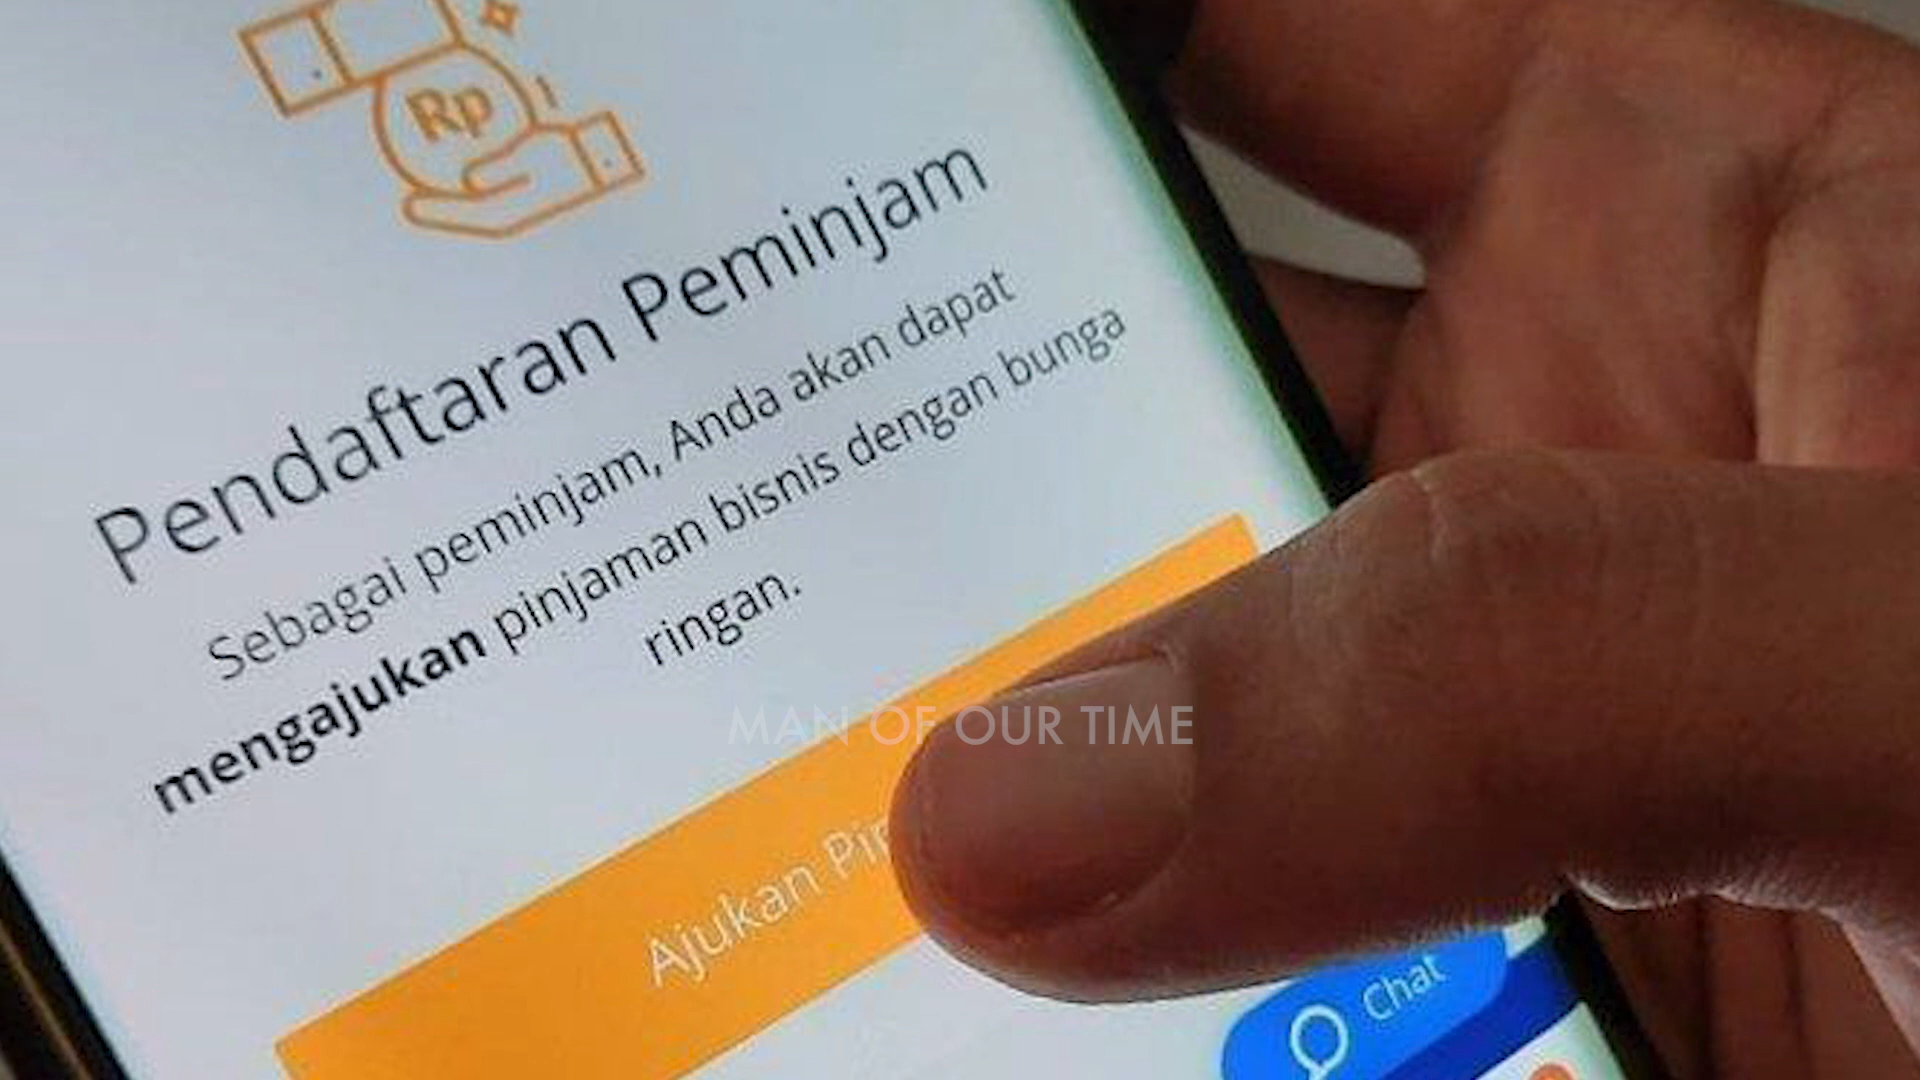 Rp
Pendaftaran Peminjam
Sebagai peminjam, Anda akan dapat
mengajukan pinjaman bisnis dengan bunga
ringan.
MAN OF OUR TIME
Ajukan
Chat